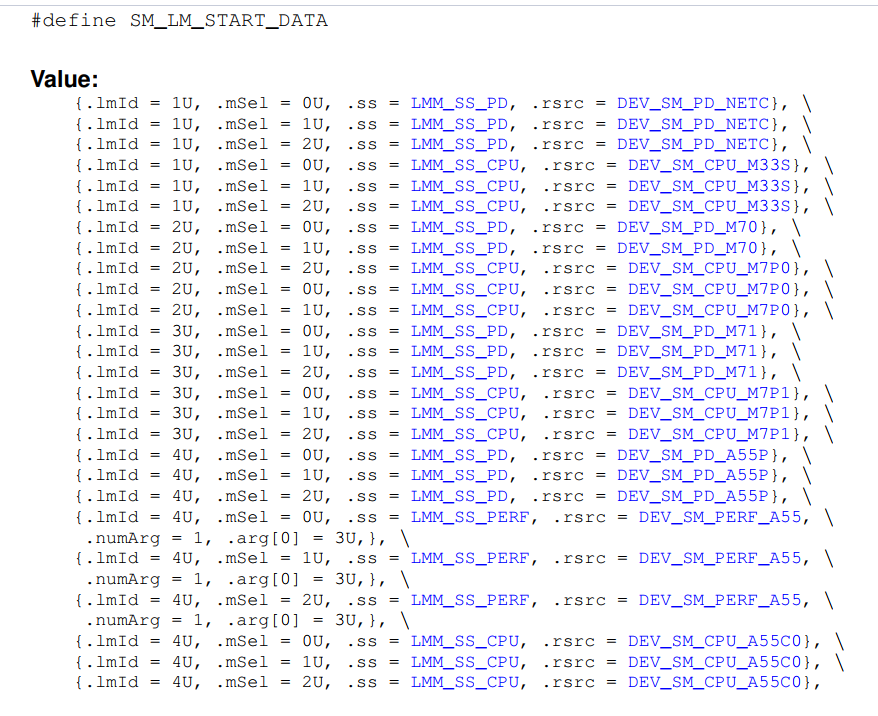 #define SM_LM_START_DATA
Value:
{.lmId = 1U, .mSel = 0U, .ss = LMM_SS_PD, .rsrc = DEV_SM_PD_NETC}, \
{.lmId = 1U, .mSel = 1U, .ss = LMM_SS_PD, .rsrc = DEV_SM_PD_NETC}, \
{.lmId = 1U, .mSel = 2U, .ss = LMM_SS_PD, .rsrc = DEV_SM_PD_NETC}, \
{.lmId = 1U, .mSel = 0U, .ss = LMM_SS_CPU, .rsrc = DEV_SM_CPU_M33S}, \
{.lmId = 1U, .mSel = 1U, .ss = LMM_SS_CPU, .rsrc = DEV_SM_CPU_M33S}, \
{.lmId = 1U, .mSel = 2U, .ss = LMM_SS_CPU, .rsrc = DEV_SM_CPU_M33S}, \
{.lmId = 2U, .mSel = 0U, .ss = LMM_SS_PD, .rsrc = DEV_SM_PD_M70}, \
{.lmId = 2U, .mSel = 1U, .ss = LMM_SS_PD, .rsrc = DEV_SM_PD_M70}, \
{.lmId = 2U, .mSel = 2U, .ss = LMM_SS_CPU, .rsrc = DEV_SM_CPU_M7P0}, \
{.lmId = 2U, .mSel = 0U, .ss = LMM_SS_CPU, .rsrc = DEV_SM_CPU_M7P0}, \
{.lmId = 2U, .mSel = 1U, .ss = LMM_SS_CPU, .rsrc = DEV_SM_CPU_M7P0}, \
{.lmId = 3U, .mSel = 0U, .ss = LMM_SS_PD, .rsrc = DEV_SM_PD_M71}, \
{.lmId = 3U, .mSel = 1U, .ss = LMM_SS_PD, .rsrc = DEV_SM_PD_M71}, \
{.lmId = 3U, .mSel = 2U, .ss = LMM_SS_PD, .rsrc = DEV_SM_PD_M71}, \
{.lmId = 3U, .mSel = 0U, .ss = LMM_SS_CPU, .rsrc = DEV_SM_CPU_M7P1}, \
{.lmId = 3U, .mSel = 1U, .ss = LMM_SS_CPU, .rsrc = DEV_SM_CPU_M7P1}, \
{.lmId = 3U, .mSel = 2U, .ss = LMM_SS_CPU, .rsrc = DEV_SM_CPU_M7P1}, \
{.lmId = 4U, .mSel = 0U, .ss = LMM_SS_PD, .rsrc = DEV_SM_PD_A55P}, \
{.lmId = 4U, .mSel = 1U, .ss = LMM_SS_PD, .rsrc = DEV_SM_PD_A55P}, \
{.lmId = 4U, .mSel = 2U, .ss = LMM_SS_PD, .rsrc = DEV_SM_PD_A55P}, \
{.lmId = 4U, .mSel = 0U, .ss = LMM_SS_PERF, .rsrc = DEV_SM_PERF_A55, \
.numArg = 1, .arg[0] = 3U,}, \
{.lmId = 4U, .mSel = 1U, .ss = LMM_SS_PERF, .rsrc = DEV_SM_PERF_A55, \
.numArg = 1, .arg[0] = 3U,}, \
{.lmId = 4U, .mSel = 2U, .ss = LMM_SS_PERF, .rsrc = DEV_SM_PERF_A55, \
.numArg = 1, .arg[0] = 3U,}, \
{.lmId = 4U, .mSel = 0U, .ss = LMM_SS_CPU, .rsrc = DEV_SM_CPU_A55C0}, \
{.lmId = 4U, .mSel = 1U, .ss = LMM_SS_CPU, .rsrc = DEV_SM_CPU_A55C0}, \
{.lmId = 4U, .mSel = 2U, .ss = LMM_SS_CPU, .rsrc = DEV_SM_CPU_A55C0},